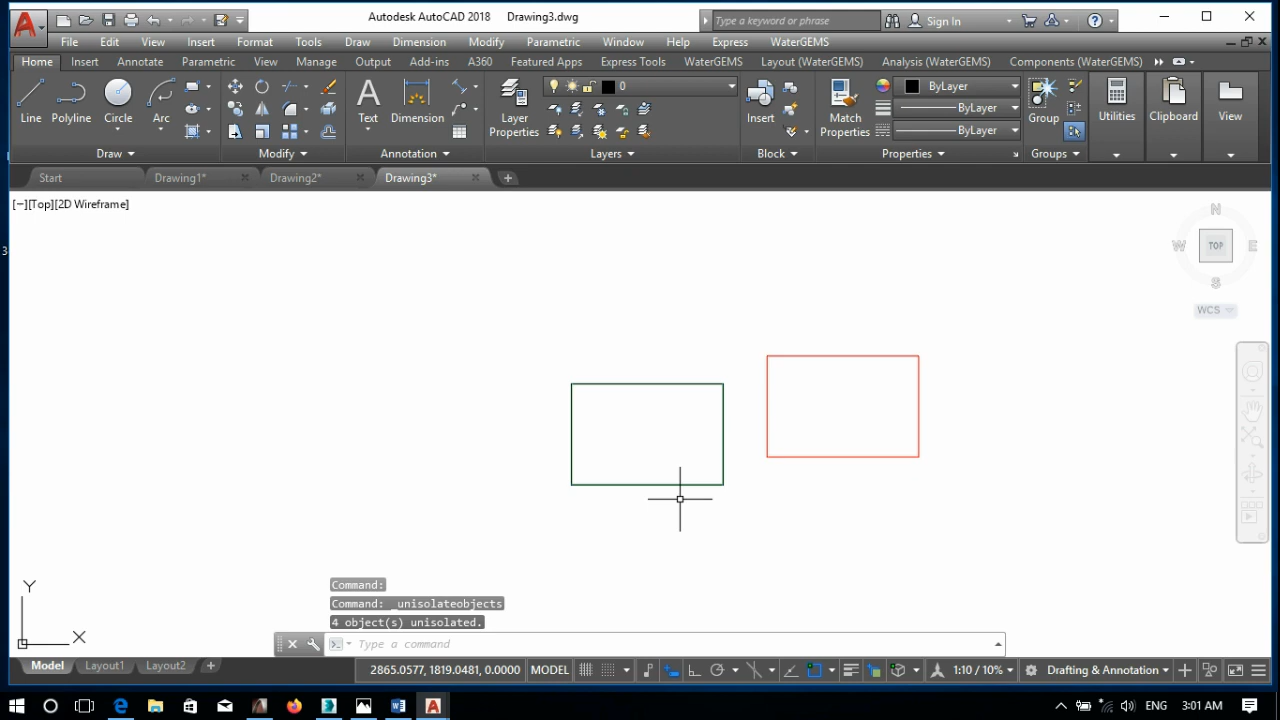 Autodesk AutoCAD 2018 Drawing3.dwg
Type a keyword or phrase
Sign In
File Edit View Insert Format Tools Draw Dimension Modify Parametric Window Help Express WaterGEMS
Home Insert Annotate Parametric View Manage Output Add-ins A360 Featured Apps Express Tools WaterGEMS Layout (WaterGEMS) Analysis (WaterGEMS) Components (WaterGEMS)
0
ByLayer
ByLayer
ByLayer
Line Polyline Circle Arc Text Dimension Layer Properties Insert Match Properties Group Utilities Clipboard View
Draw Modify Annotation Layers Block Properties Groups
Start Drawing1* Drawing2* Drawing3*
[−][Top][2D Wireframe]
N
W TOP E
S
WCS
3
Command:
Command: _unisolateobjects
4 object(s) unisolated.
Y
X
Type a command
Model Layout1 Layout2
2865.0577, 1819.0481, 0.0000 MODEL 1:10 / 10% Drafting & Annotation
ENG 3:01 AM